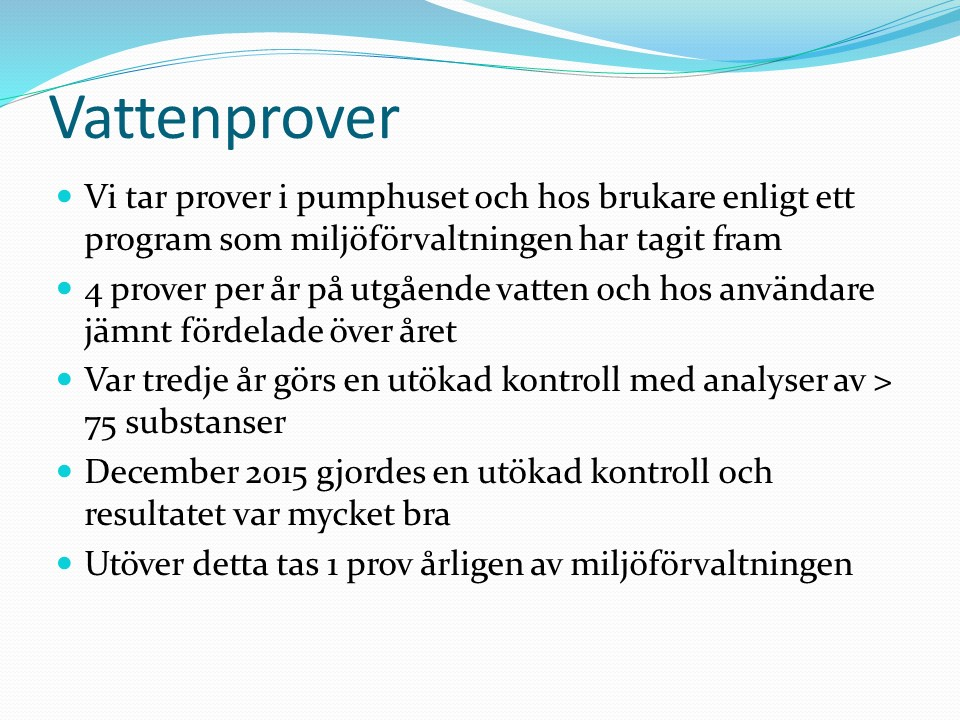 Vattenprover
• Vi tar prover i pumphuset och hos brukare enligt ett
program som miljöförvaltningen har tagit fram
• 4 prover per år på utgående vatten och hos användare
jämnt fördelade över året
• Var tredje år görs en utökad kontroll med analyser av >
75 substanser
• December 2015 gjordes en utökad kontroll och
resultatet var mycket bra
• Utöver detta tas 1 prov årligen av miljöförvaltningen